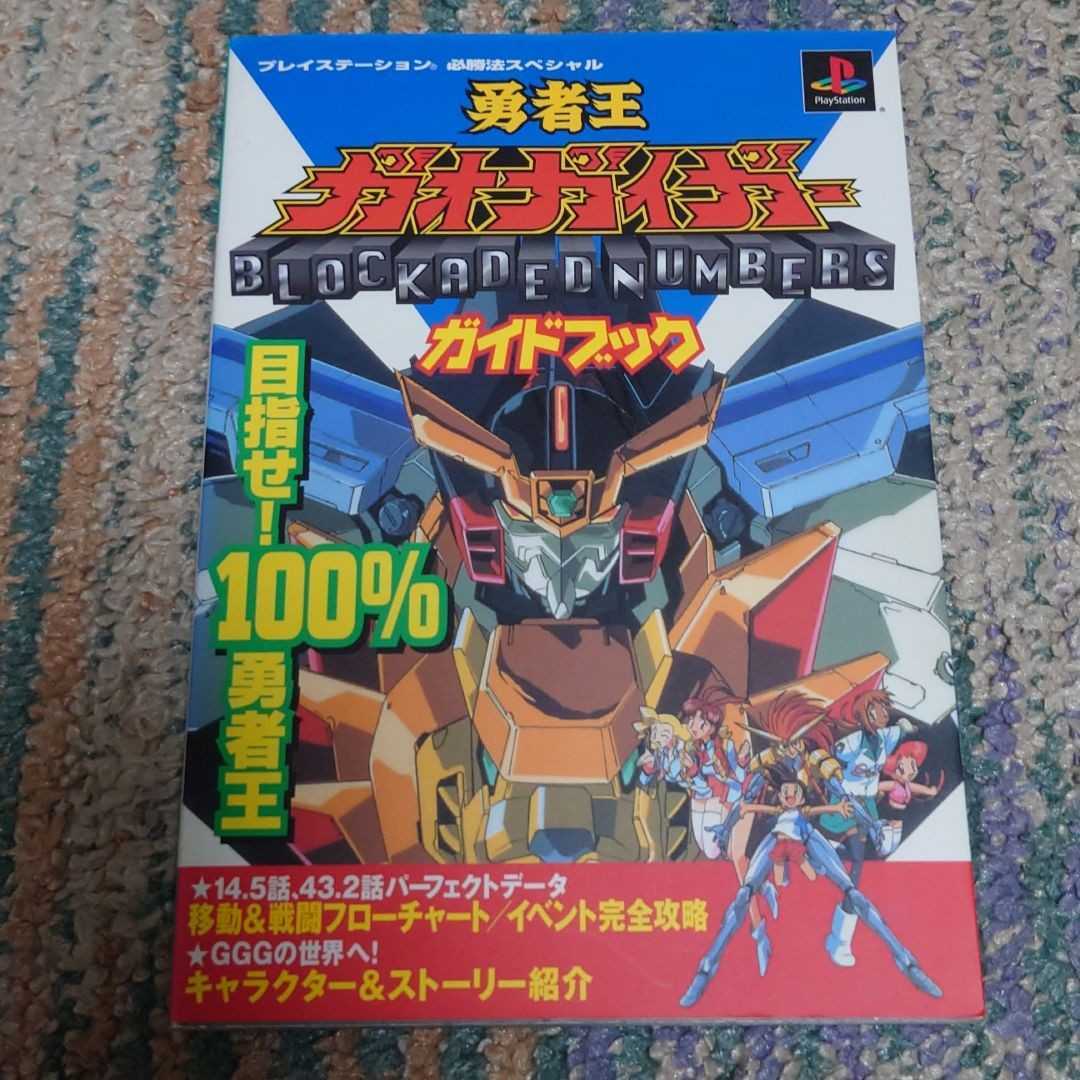 プレイステーション® 必勝法スペシャル
PlayStation®
勇者王
ガオガイガー
BLOCKADED NUMBERS
ガイドブック
目指せ!
100%
勇者王
★14.5話、43.2話パーフェクトデータ
移動&戦闘フローチャート/イベント完全攻略
★GGGの世界へ!
キャラクター&ストーリー紹介